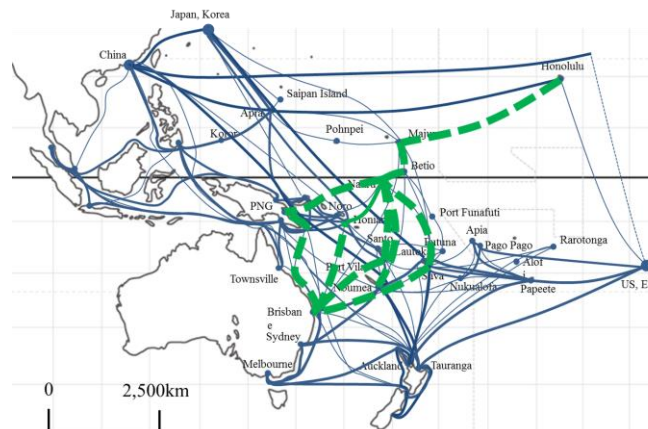 Japan, Korea
China
Honolulu
Saipan Island
Apra
Koror
Pohnpei
Majur
Betio
Nauru
PNG
Noro
Honiar
Port Funafuti
Apia
Pago Pago
Rarotonga
Santo
Lautok
Futuna
Alof
i
Townsville
Port Vila
Suva
Nukualofa
Papeete
US, E
Noumea
Brisban
e
Sydney
Melbourne
Auckland
Tauranga
0
2,500km